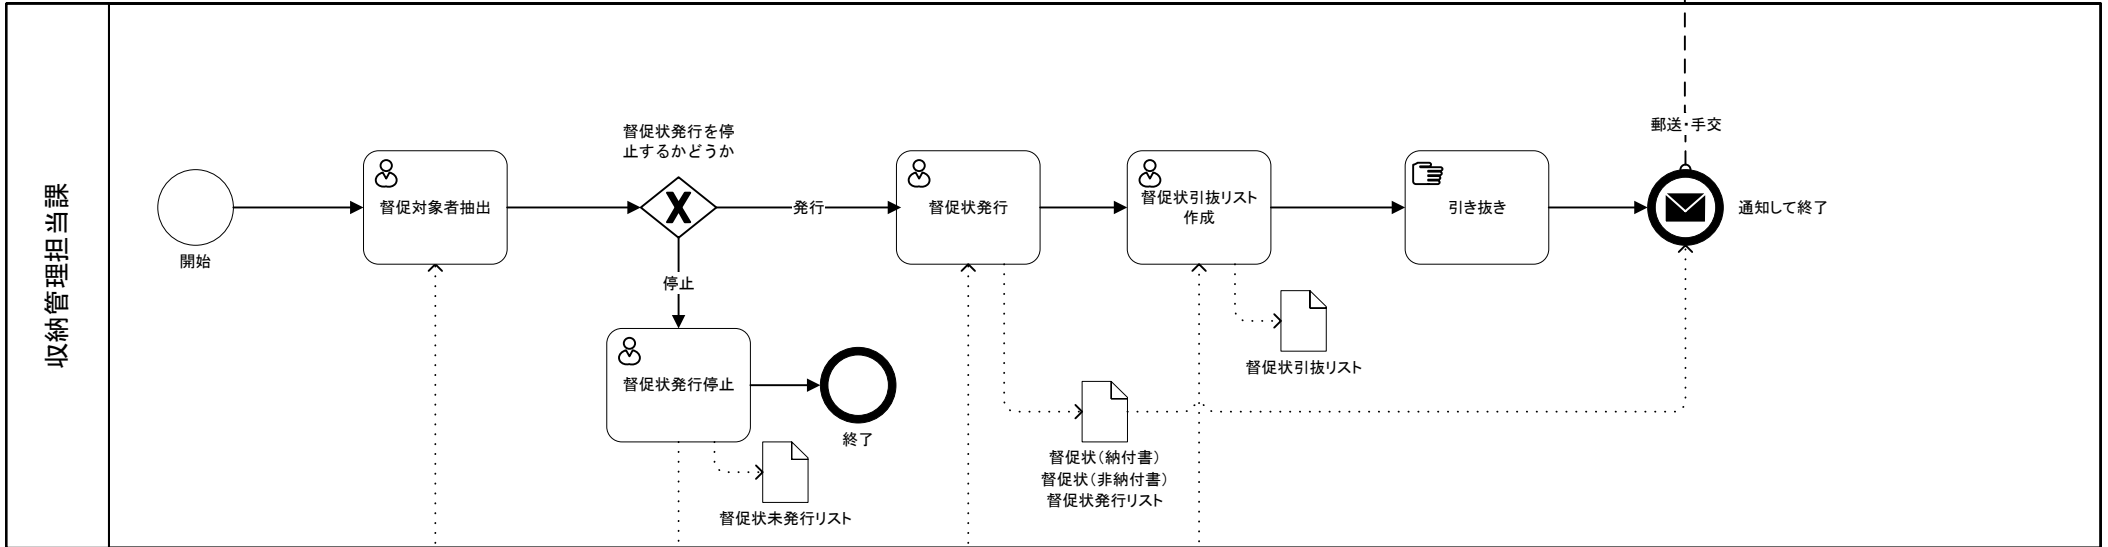 収納管理担当課
開始
督促対象者抽出
督促状発行を停
止するかどうか
発行
停止
督促状発行停止
終了
督促状未発行リスト
督促状発行
督促状(納付書)
督促状(非納付書)
督促状発行リスト
督促状引抜リスト
作成
督促状引抜リスト
引き抜き
郵送・手交
通知して終了